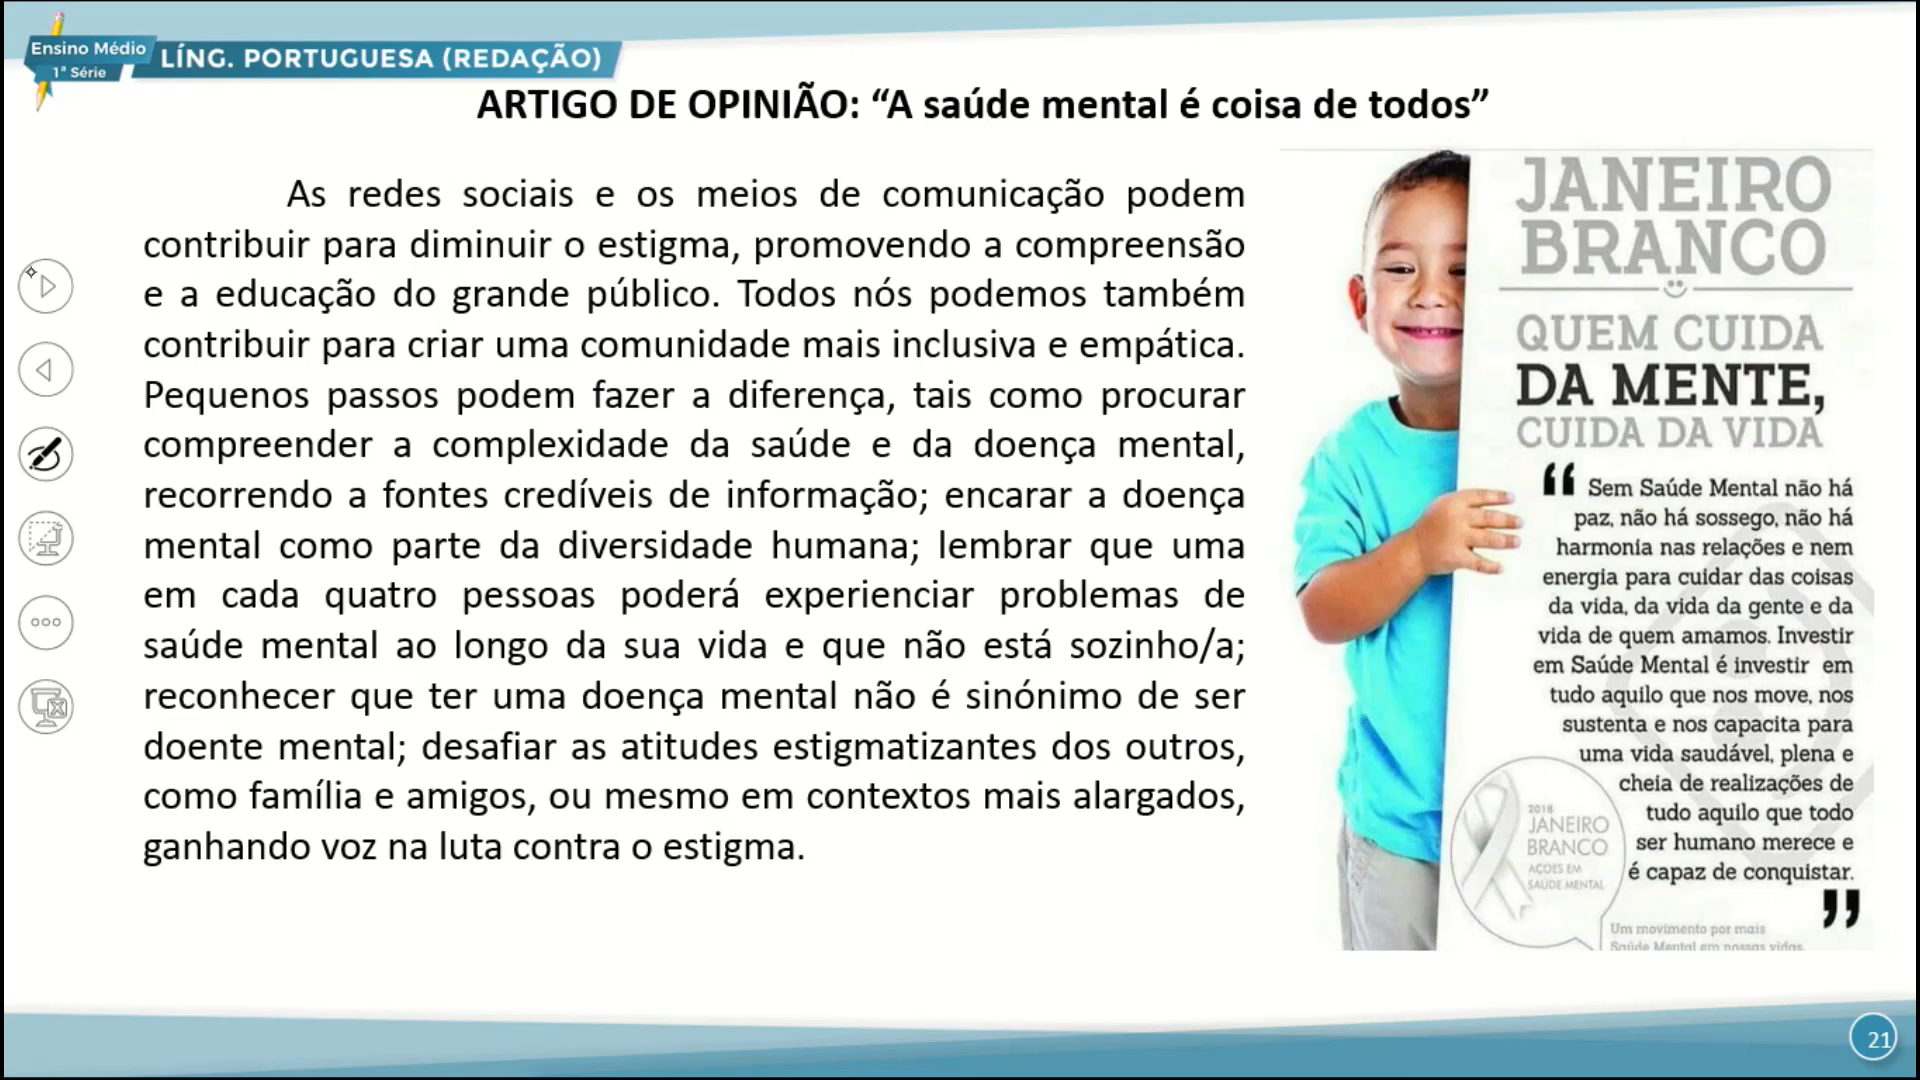 Ensino Médio
1ª Série
LÍNG. PORTUGUESA (REDAÇÃO)
ARTIGO DE OPINIÃO: “A saúde mental é coisa de todos”
As redes sociais e os meios de comunicação podem
contribuir para diminuir o estigma, promovendo a compreensão
e a educação do grande público. Todos nós podemos também
contribuir para criar uma comunidade mais inclusiva e empática.
Pequenos passos podem fazer a diferença, tais como procurar
compreender a complexidade da saúde e da doença mental,
recorrendo a fontes credíveis de informação; encarar a doença
mental como parte da diversidade humana; lembrar que uma
em cada quatro pessoas poderá experienciar problemas de
saúde mental ao longo da sua vida e que não está sozinho/a;
reconhecer que ter uma doença mental não é sinónimo de ser
doente mental; desafiar as atitudes estigmatizantes dos outros,
como família e amigos, ou mesmo em contextos mais alargados,
ganhando voz na luta contra o estigma.
JANEIRO
BRANCO
QUEM CUIDA
DA MENTE,
CUIDA DA VIDA
“ Sem Saúde Mental não há
paz, não há sossego, não há
harmonia nas relações e nem
energia para cuidar das coisas
da vida, da vida da gente e da
vida de quem amamos. Investir
em Saúde Mental é investir em
tudo aquilo que nos move, nos
sustenta e nos capacita para
uma vida saudável, plena e
cheia de realizações de
tudo aquilo que todo
ser humano merece e
é capaz de conquistar.
”
2018
JANEIRO
BRANCO
AÇÕES EM
SAÚDE MENTAL
Um movimento por mais
Saúde Mental em nossas vidas
21